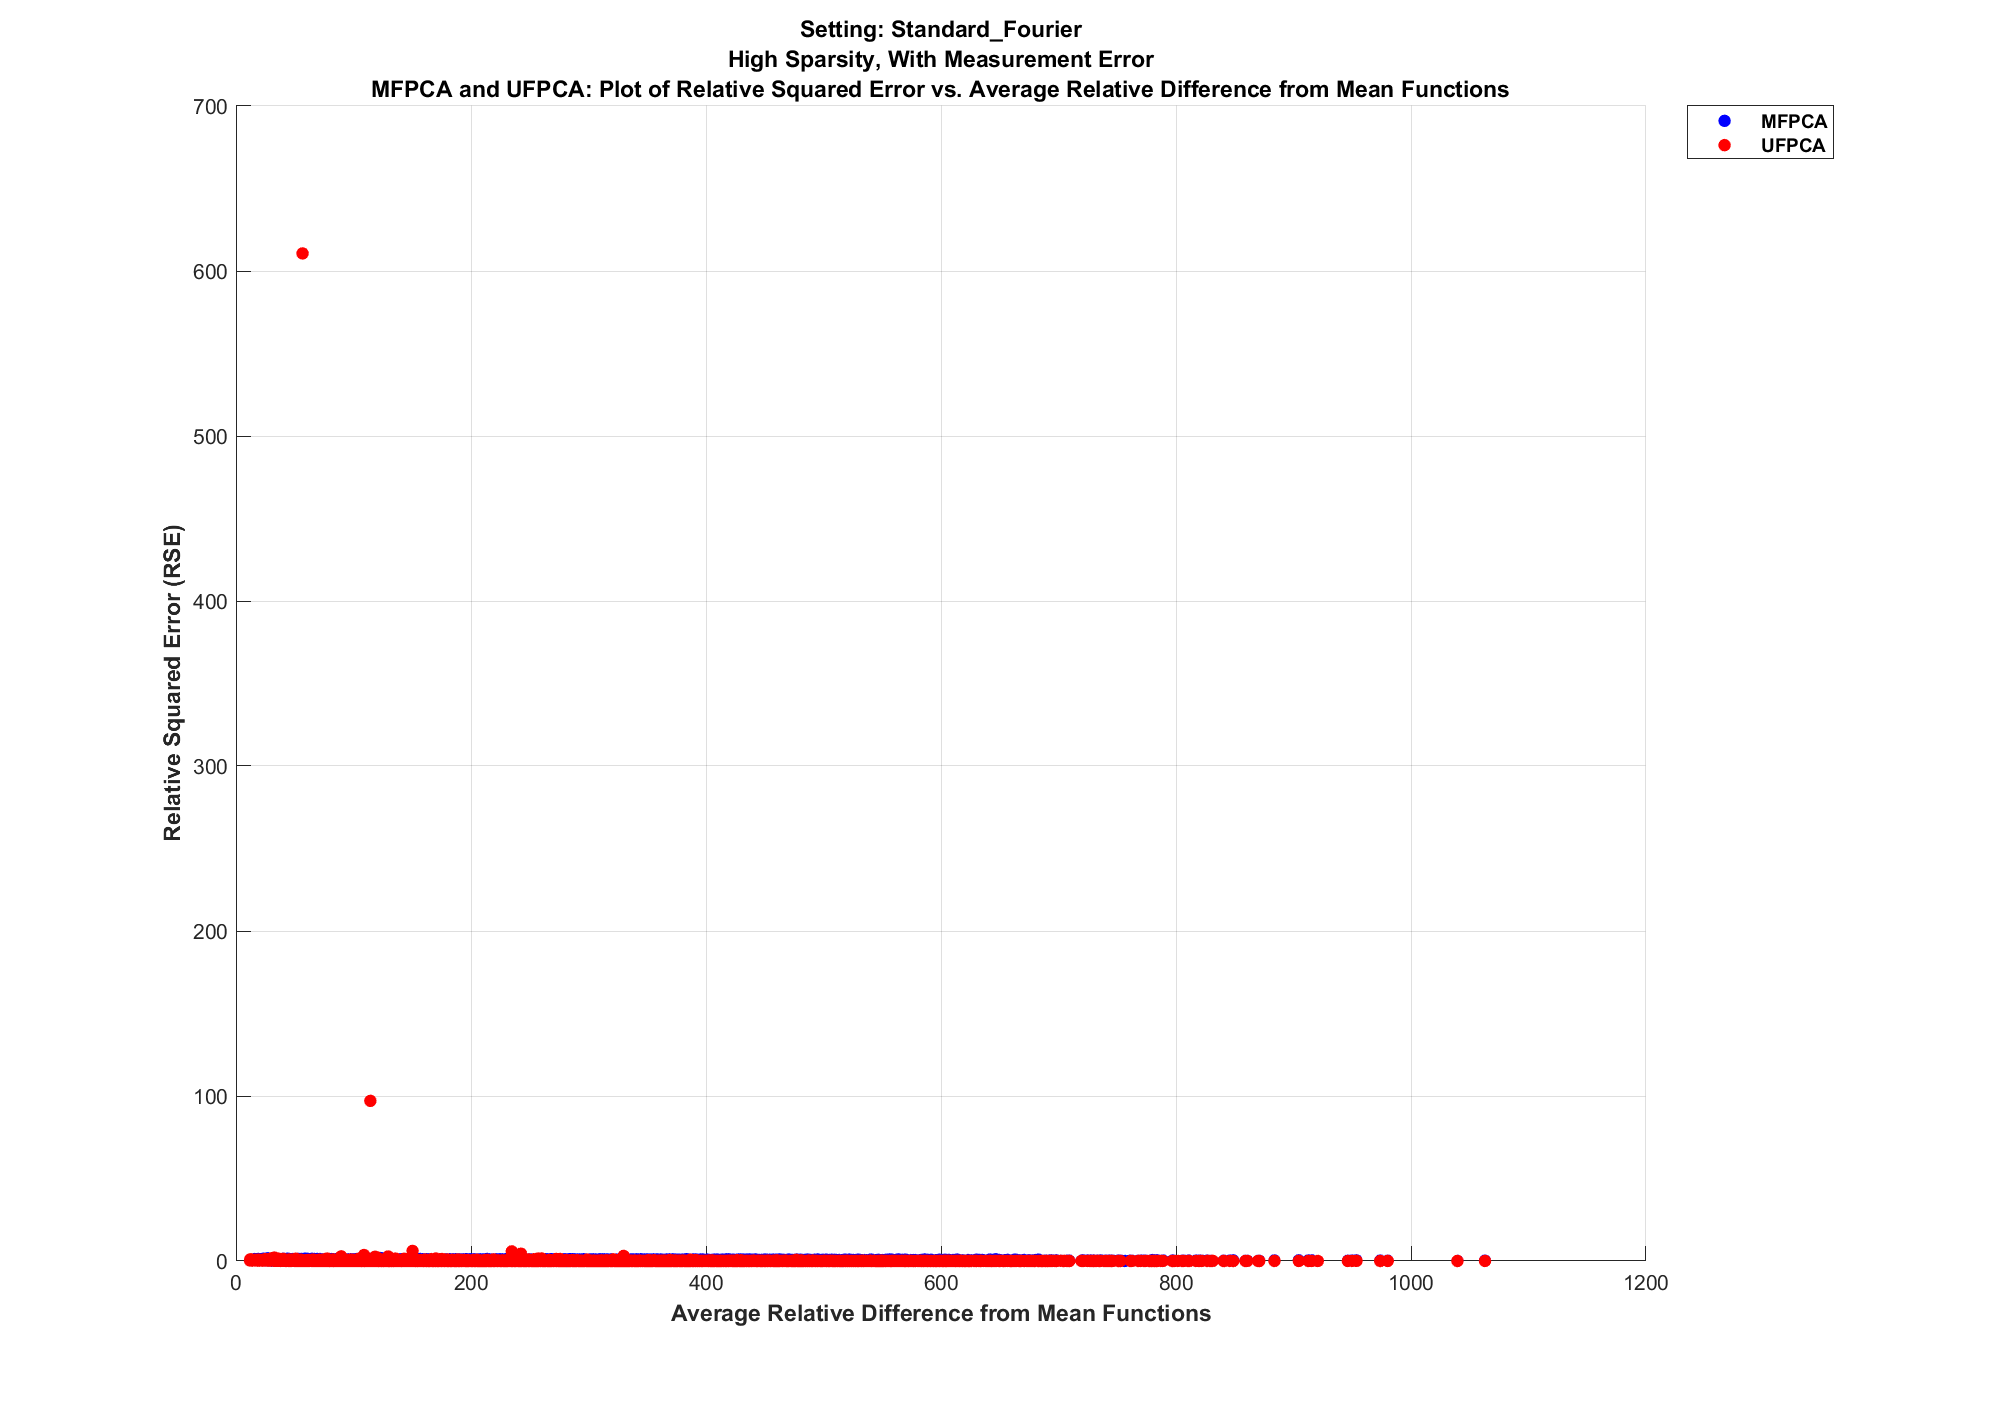 Setting: Standard_Fourier
High Sparsity, With Measurement Error
MFPCA and UFPCA: Plot of Relative Squared Error vs. Average Relative Difference from Mean Functions
MFPCA
UFPCA
700
600
500
400
300
200
100
0
Relative Squared Error (RSE)
0 200 400 600 800 1000 1200
Average Relative Difference from Mean Functions